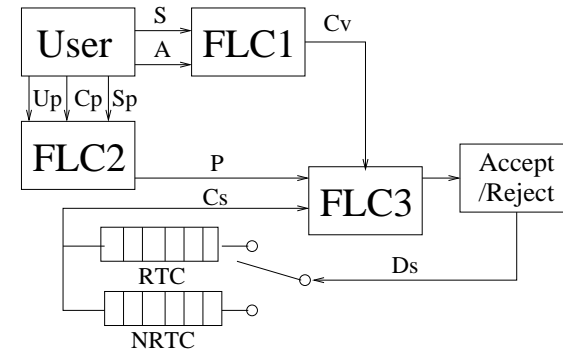 S
Cv
User
FLC1
A
Up
Cp
Sp
FLC2
P
Accept
/Reject
Cs
FLC3
RTC
Ds
NRTC